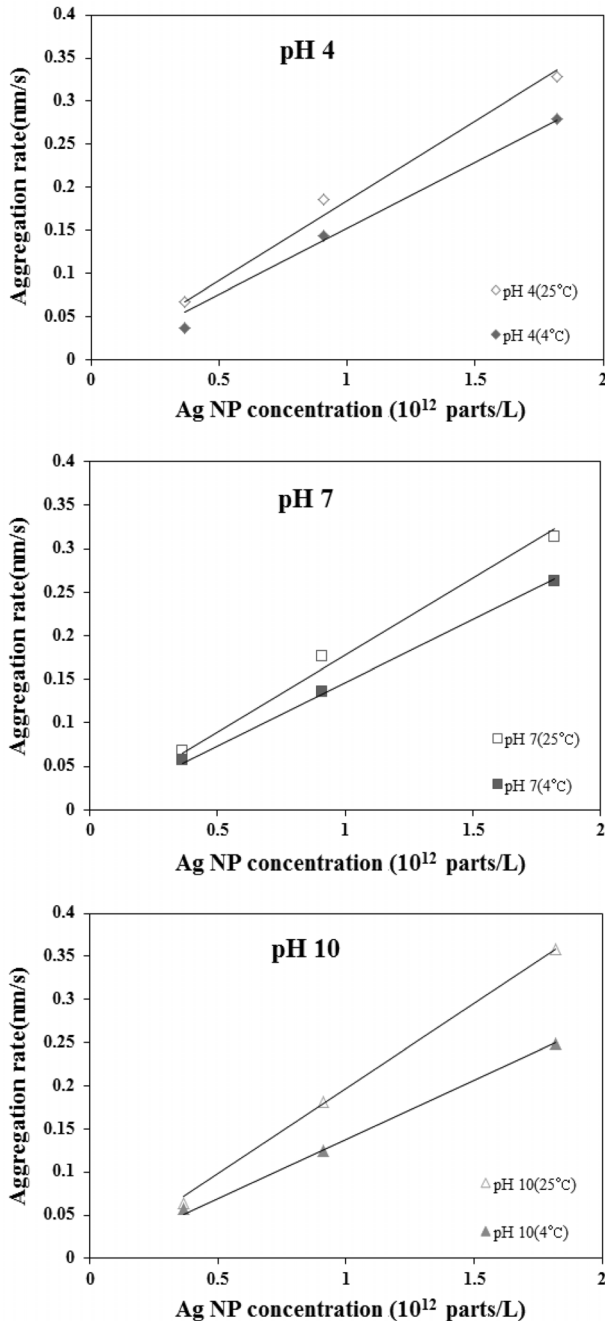 0.4
pH 4
0.35
0.3
0.25
0.2
0.15
0.1
0.05
0
Aggregation rate(nm/s)
◇ pH 4(25℃)
◆ pH 4(4℃)
0 0.5 1 1.5 2
Ag NP concentration (10¹² parts/L)
0.4
pH 7
0.35
0.3
0.25
0.2
0.15
0.1
0.05
0
Aggregation rate(nm/s)
□ pH 7(25℃)
■ pH 7(4℃)
0 0.5 1 1.5 2
Ag NP concentration (10¹² parts/L)
0.4
pH 10
0.35
0.3
0.25
0.2
0.15
0.1
0.05
0
Aggregation rate(nm/s)
△ pH 10(25℃)
▲ pH 10(4℃)
0 0.5 1 1.5 2
Ag NP concentration (10¹² parts/L)